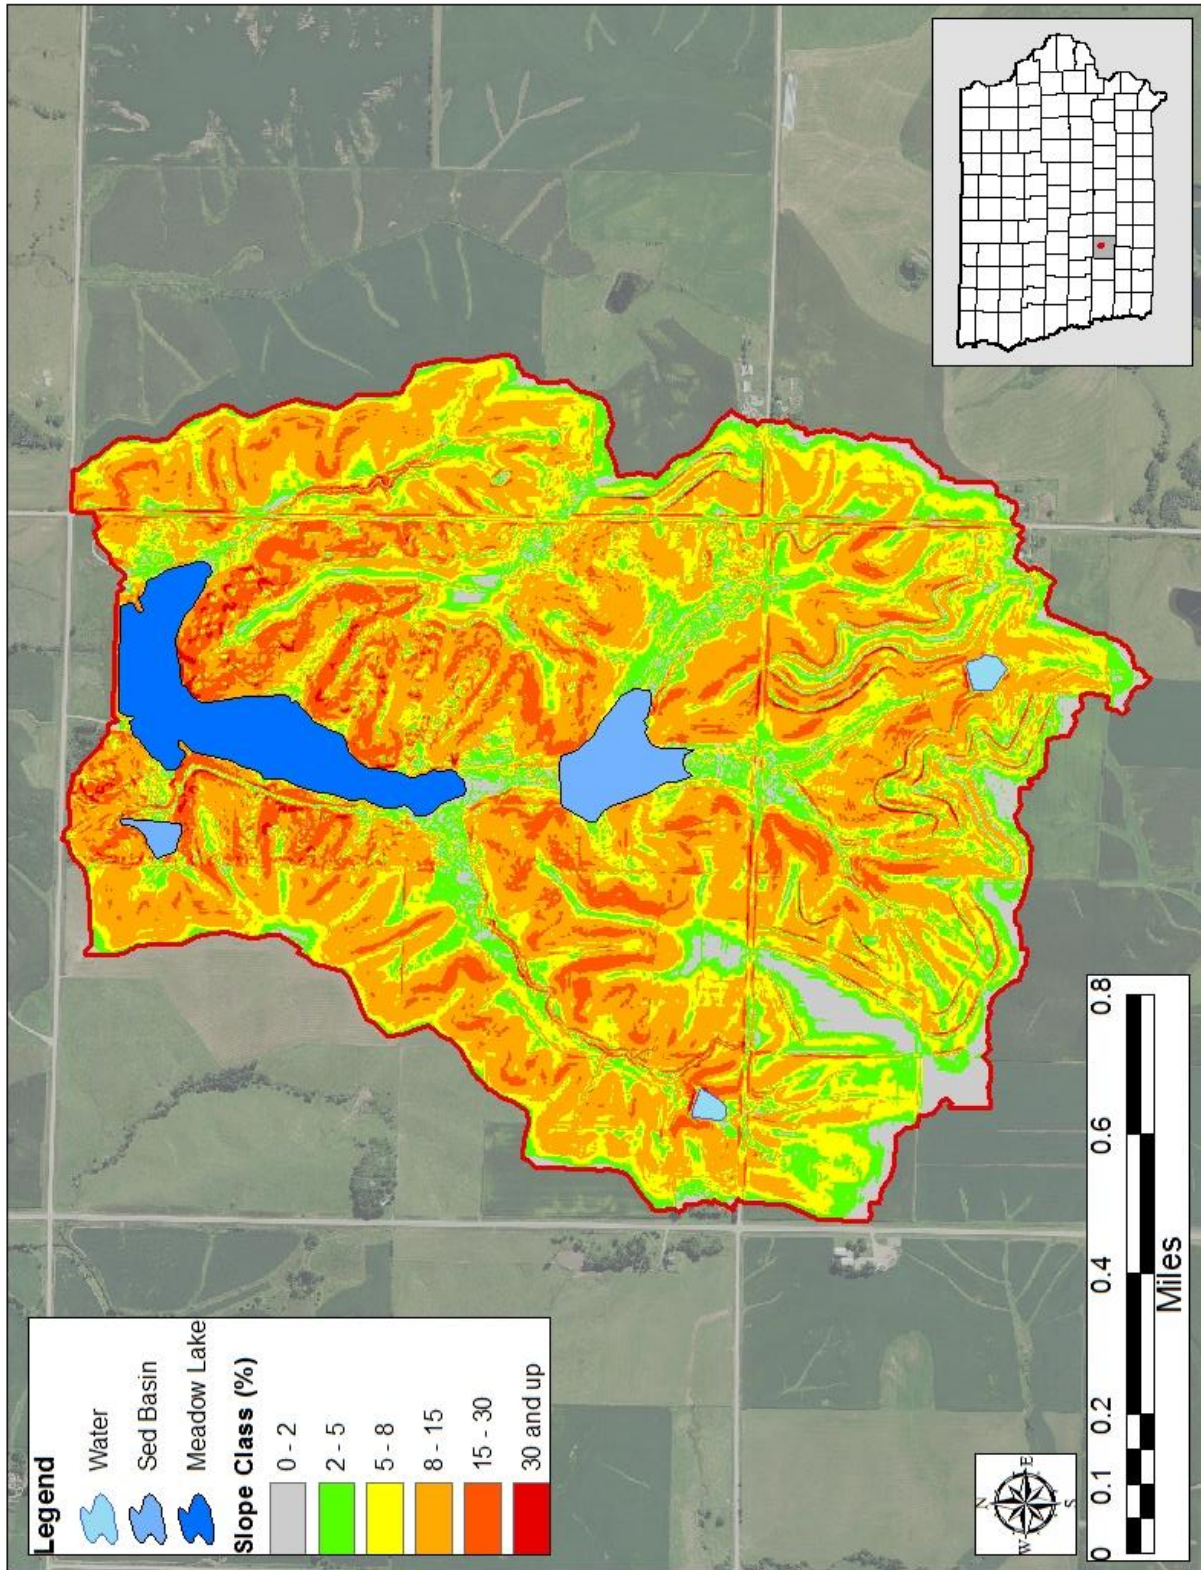 Legend
Water
Sed Basin
Meadow Lake
Slope Class (%)
0 - 2
2 - 5
5 - 8
8 - 15
15 - 30
30 and up
N
W
E
S
0 0.1 0.2 0.4 0.6 0.8
Miles